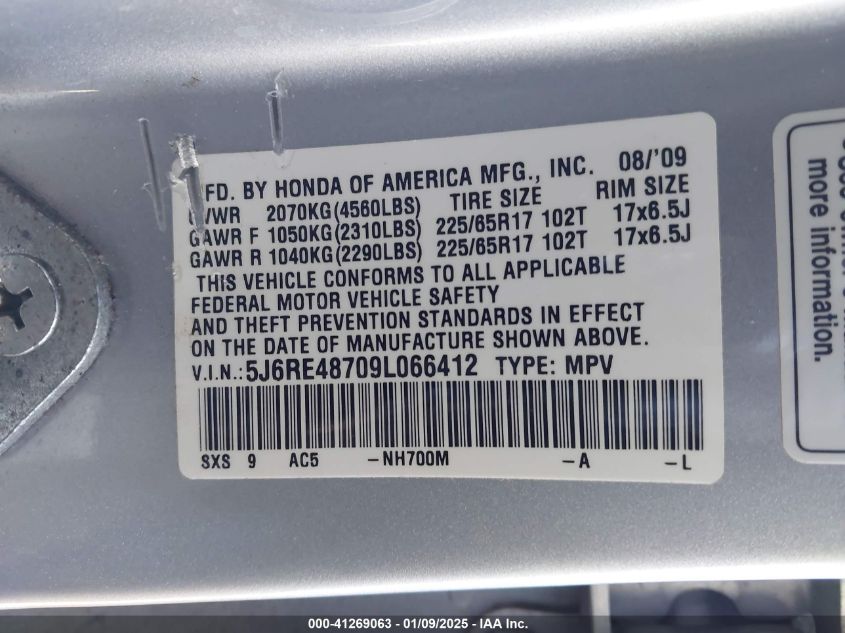 MFD. BY HONDA OF AMERICA MFG., INC. 08/'09
GVWR 2070KG(4560LBS) TIRE SIZE RIM SIZE
GAWR F 1050KG(2310LBS) 225/65R17 102T 17x6.5J
GAWR R 1040KG(2290LBS) 225/65R17 102T 17x6.5J
THIS VEHICLE CONFORMS TO ALL APPLICABLE
FEDERAL MOTOR VEHICLE SAFETY
AND THEFT PREVENTION STANDARDS IN EFFECT
ON THE DATE OF MANUFACTURE SHOWN ABOVE.
V.I.N.: 5J6RE48709L066412 TYPE: MPV
SXS 9 AC5 -NH700M -A -L
more information.
000-41269063 - 01/09/2025 - IAA Inc.